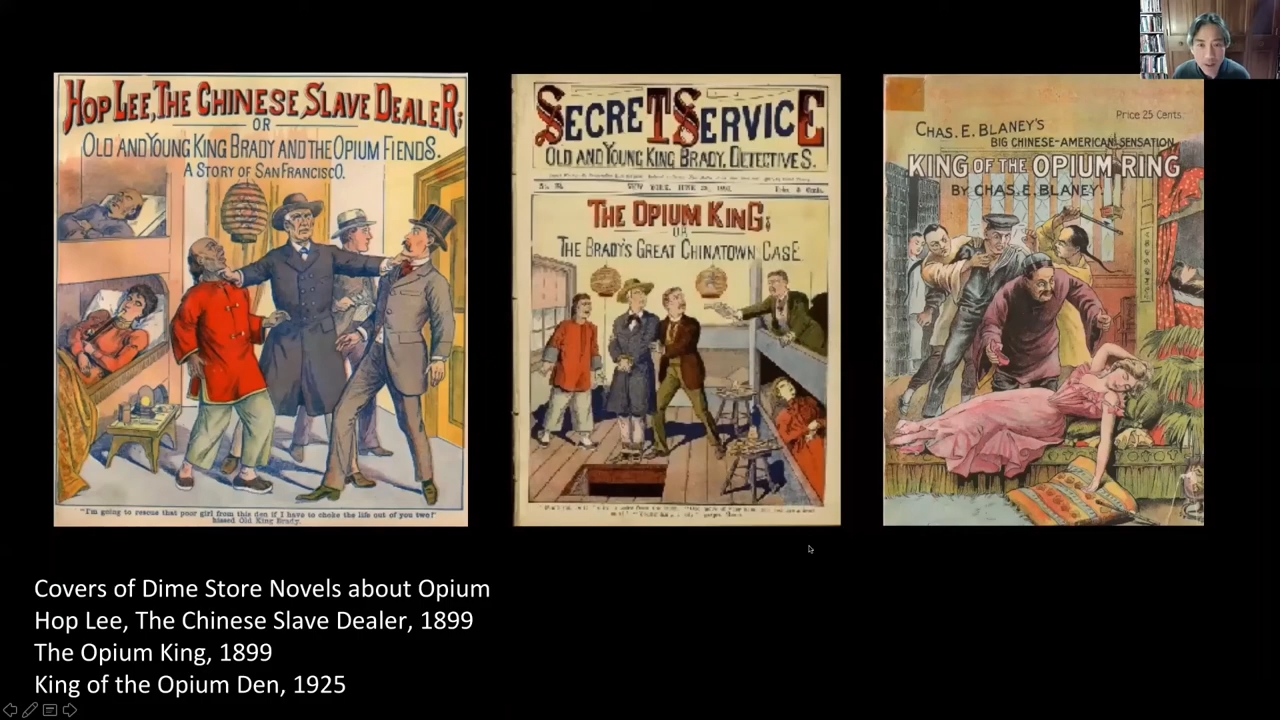 HOP LEE, THE CHINESE SLAVE DEALER;
OR
OLD AND YOUNG KING BRADY AND THE OPIUM FIENDS.
A STORY OF SAN FRANCISCO.
"I'm going to rescue that poor girl from this den if I have to choke the life out of you two!"
hissed Old King Brady.
SECRET SERVICE
OLD AND YOUNG KING BRADY, DETECTIVES.
NEW YORK, JUNE
THE OPIUM KING;
OR
THE BRADY'S GREAT CHINATOWN CASE.
Price 25 Cents.
CHAS. E. BLANEY'S
BIG CHINESE-AMERICAN SENSATION
KING OF THE OPIUM RING
BY CHAS. E. BLANEY.
Covers of Dime Store Novels about Opium
Hop Lee, The Chinese Slave Dealer, 1899
The Opium King, 1899
King of the Opium Den, 1925